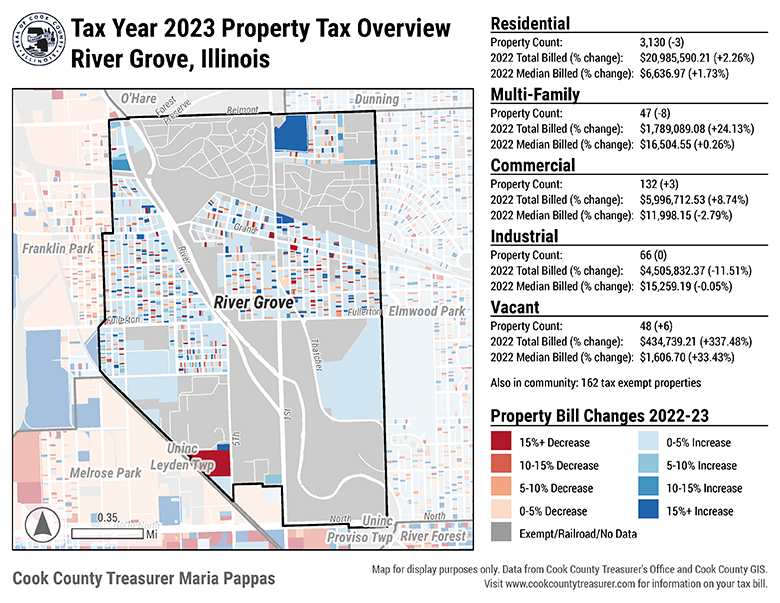 SEAL OF COOK COUNTY
ILLINOIS
Tax Year 2023 Property Tax Overview
River Grove, Illinois
O'Hare
Forest
Preserve
Belmont
Dunning
Franklin Park
Grand
River
River Grove
Fullerton
Fullerton
Elmwood Park
Thatcher
1St
5Th
Uninc
Leyden Twp
Melrose Park
North
North
North
Uninc
Proviso Twp
River Forest
0.35
Mi
Residential
Property Count: 3,130 (-3)
2022 Total Billed (% change): $20,985,590.21 (+2.26%)
2022 Median Billed (% change): $6,636.97 (+1.73%)
Multi-Family
Property Count: 47 (-8)
2022 Total Billed (% change): $1,789,089.08 (+24.13%)
2022 Median Billed (% change): $16,504.55 (+0.26%)
Commercial
Property Count: 132 (+3)
2022 Total Billed (% change): $5,996,712.53 (+8.74%)
2022 Median Billed (% change): $11,998.15 (-2.79%)
Industrial
Property Count: 66 (0)
2022 Total Billed (% change): $4,505,832.37 (-11.51%)
2022 Median Billed (% change): $15,259.19 (-0.05%)
Vacant
Property Count: 48 (+6)
2022 Total Billed (% change): $434,739.21 (+337.48%)
2022 Median Billed (% change): $1,606.70 (+33.43%)
Also in community: 162 tax exempt properties
Property Bill Changes 2022-23
15%+ Decrease
10-15% Decrease
5-10% Decrease
0-5% Decrease
Exempt/Railroad/No Data
0-5% Increase
5-10% Increase
10-15% Increase
15%+ Increase
Cook County Treasurer Maria Pappas
Map for display purposes only. Data from Cook County Treasurer's Office and Cook County GIS.
Visit www.cookcountytreasurer.com for information on your tax bill.